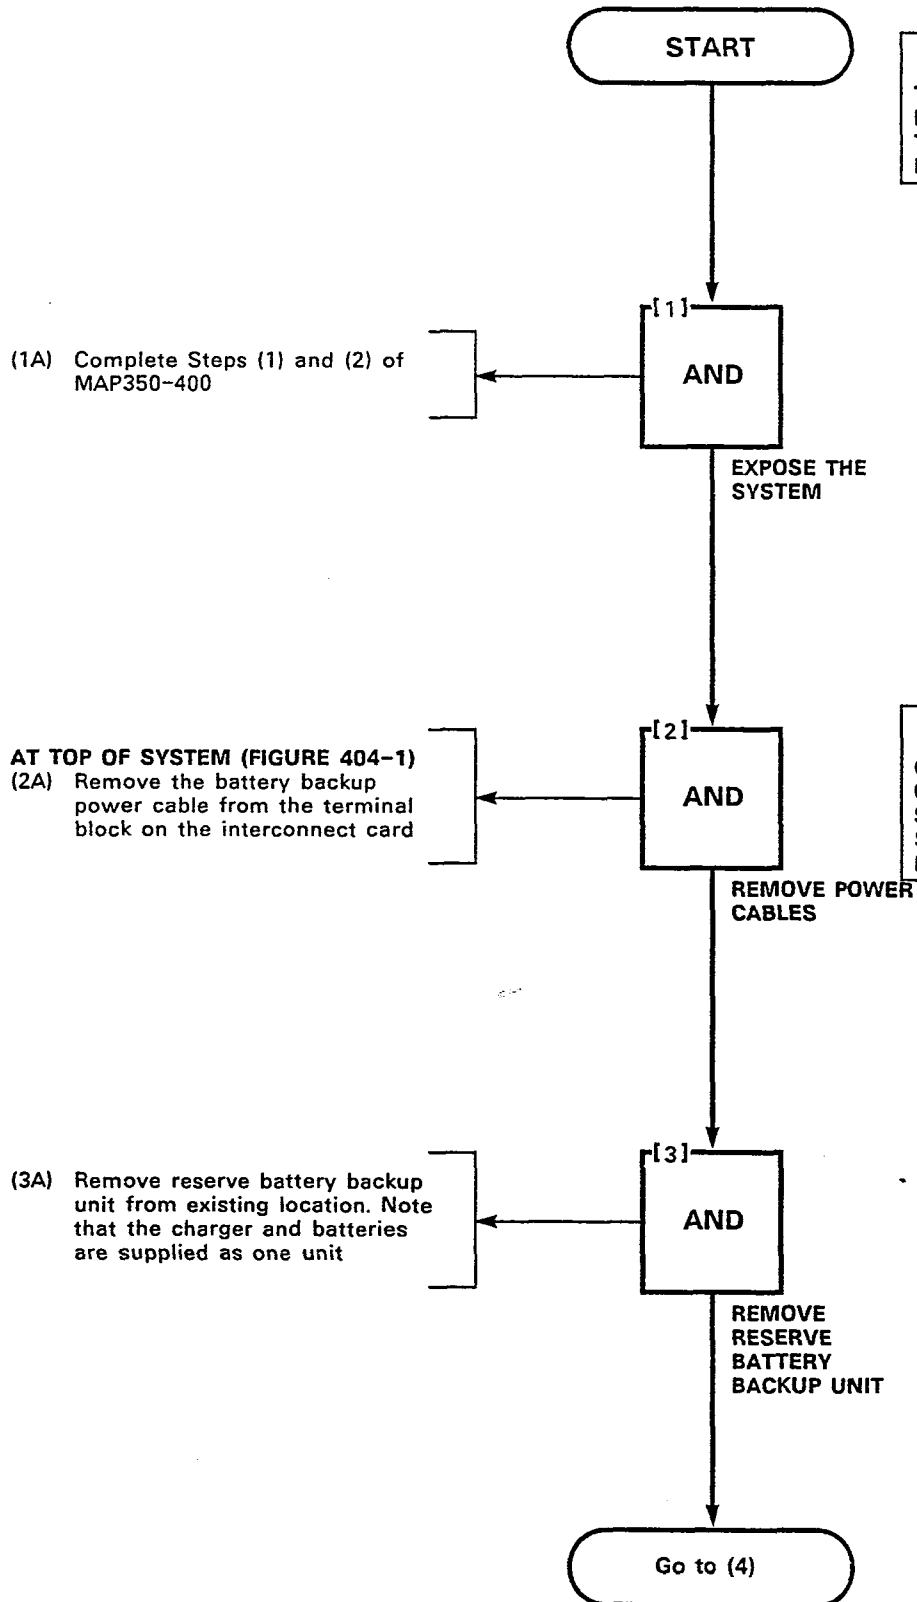 START
[1]
AND
(1A) Complete Steps (1) and (2) of
MAP350-400
EXPOSE THE
SYSTEM
[2]
AND
AT TOP OF SYSTEM (FIGURE 404-1)
(2A) Remove the battery backup
power cable from the terminal
block on the interconnect card
REMOVE POWER
CABLES
[3]
AND
(3A) Remove reserve battery backup
unit from existing location. Note
that the charger and batteries
are supplied as one unit
REMOVE
RESERVE
BATTERY
BACKUP UNIT
Go to (4)